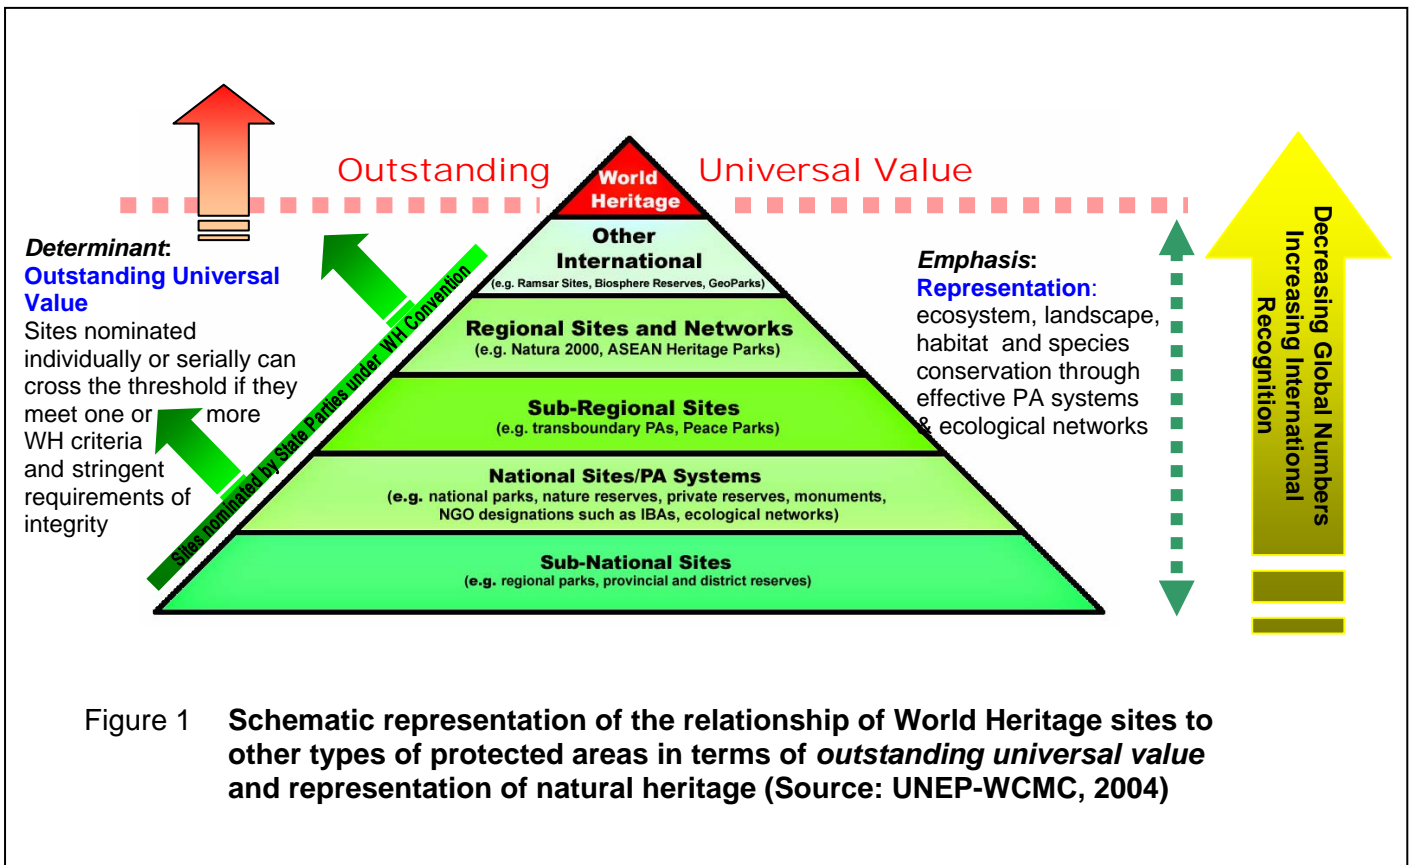 Outstanding
Universal Value
World
Heritage
Other
International
(e.g. Ramsar Sites, Biosphere Reserves, GeoParks)
Regional Sites and Networks
(e.g. Natura 2000, ASEAN Heritage Parks)
Sub-Regional Sites
(e.g. transboundary PAs, Peace Parks)
National Sites/PA Systems
(e.g. national parks, nature reserves, private reserves, monuments,
NGO designations such as IBAs, ecological networks)
Sub-National Sites
(e.g. regional parks, provincial and district reserves)
Determinant:
Outstanding Universal
Value
Sites nominated
individually or serially can
cross the threshold if they
meet one or more
WH criteria
and stringent
requirements of
integrity
Sites nominated by State Parties under WH Convention
Emphasis:
Representation:
ecosystem, landscape,
habitat and species
conservation through
effective PA systems
& ecological networks
Decreasing Global Numbers
Increasing International
Recognition
Figure 1 Schematic representation of the relationship of World Heritage sites to
other types of protected areas in terms of outstanding universal value
and representation of natural heritage (Source: UNEP-WCMC, 2004)